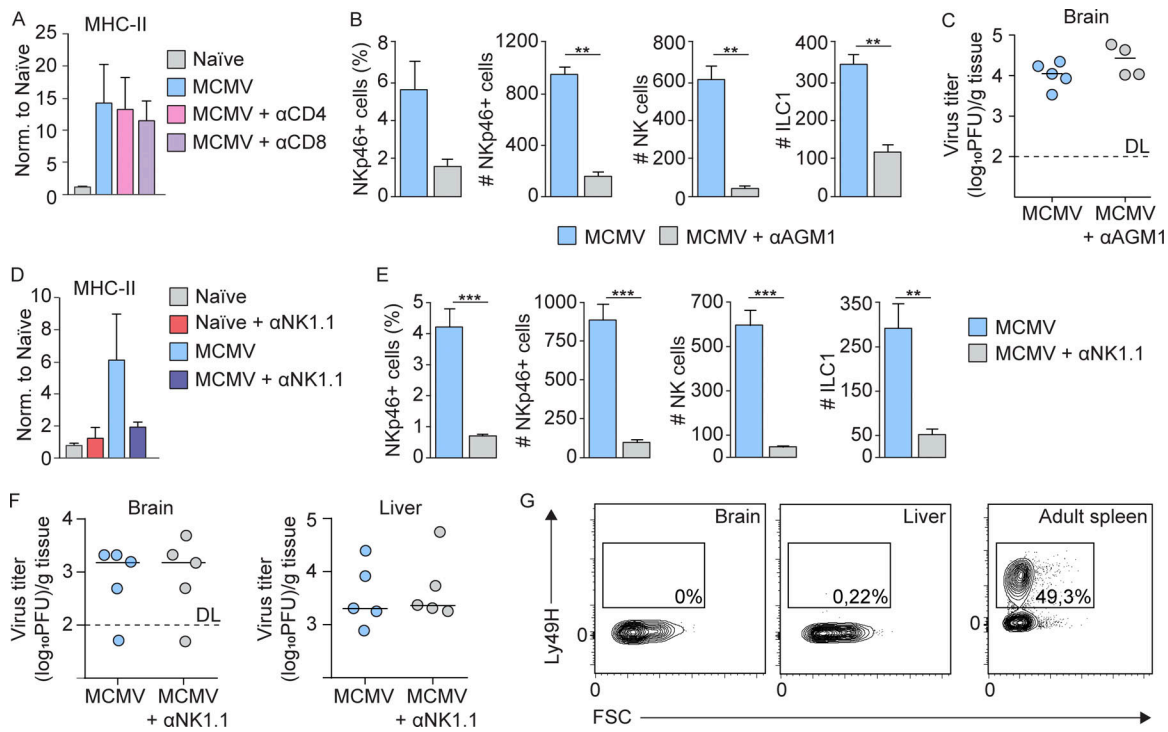 A
MHC-II
Norm. to Naïve
25
20
15
10
5
0
Naïve
MCMV
MCMV + αCD4
MCMV + αCD8
B
NKp46+ cells (%)
8
6
4
2
0
# NKp46+ cells
1200
900
600
300
0
**
# NK cells
800
600
400
200
0
**
# ILC1
400
300
200
100
0
**
MCMV
MCMV + αAGM1
C
Brain
Virus titer
(log₁₀PFU)/g tissue
5
4
3
2
DL
MCMV
MCMV
+ αAGM1
D
MHC-II
Norm. to Naïve
10
8
6
4
2
0
Naïve
Naïve + αNK1.1
MCMV
MCMV + αNK1.1
E
NKp46+ cells (%)
5
4
3
2
1
0
***
# NKp46+ cells
1000
750
500
250
0
***
# NK cells
700
500
300
100
0
***
# ILC1
350
250
150
50
0
**
MCMV
MCMV + αNK1.1
F
Brain
Virus titer
(log₁₀PFU)/g tissue
4
3
2
DL
MCMV
MCMV
+ αNK1.1
Liver
Virus titer
(log₁₀PFU)/g tissue
5
4
3
MCMV
MCMV
+ αNK1.1
G
Ly49H
Brain
0%
0
0
Liver
0,22%
0
Adult spleen
49,3%
0
0
FSC